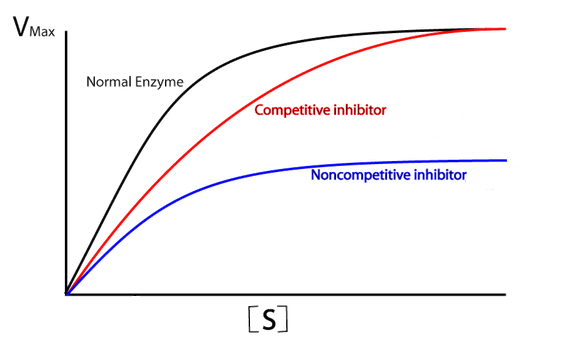 VMax
Normal Enzyme
Competitive inhibitor
Noncompetitive inhibitor
[S]